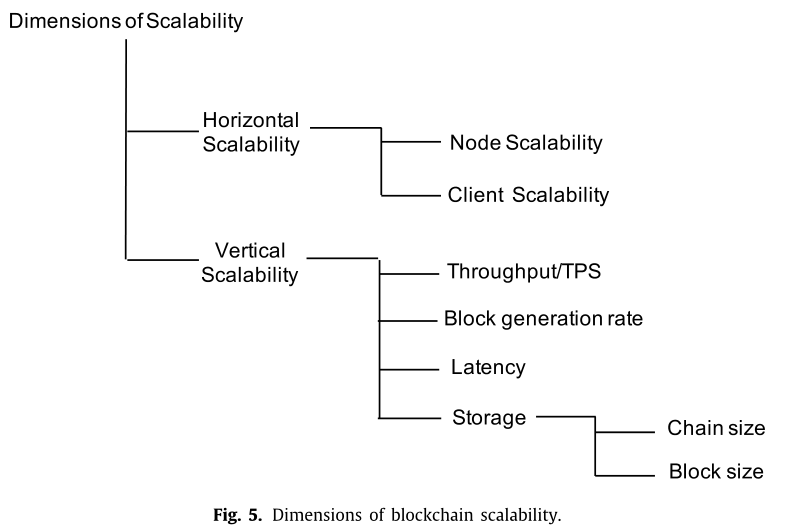 Dimensions of Scalability
Horizontal
Scalability
Node Scalability
Client Scalability
Vertical
Scalability
Throughput/TPS
Block generation rate
Latency
Storage
Chain size
Block size
Fig. 5. Dimensions of blockchain scalability.